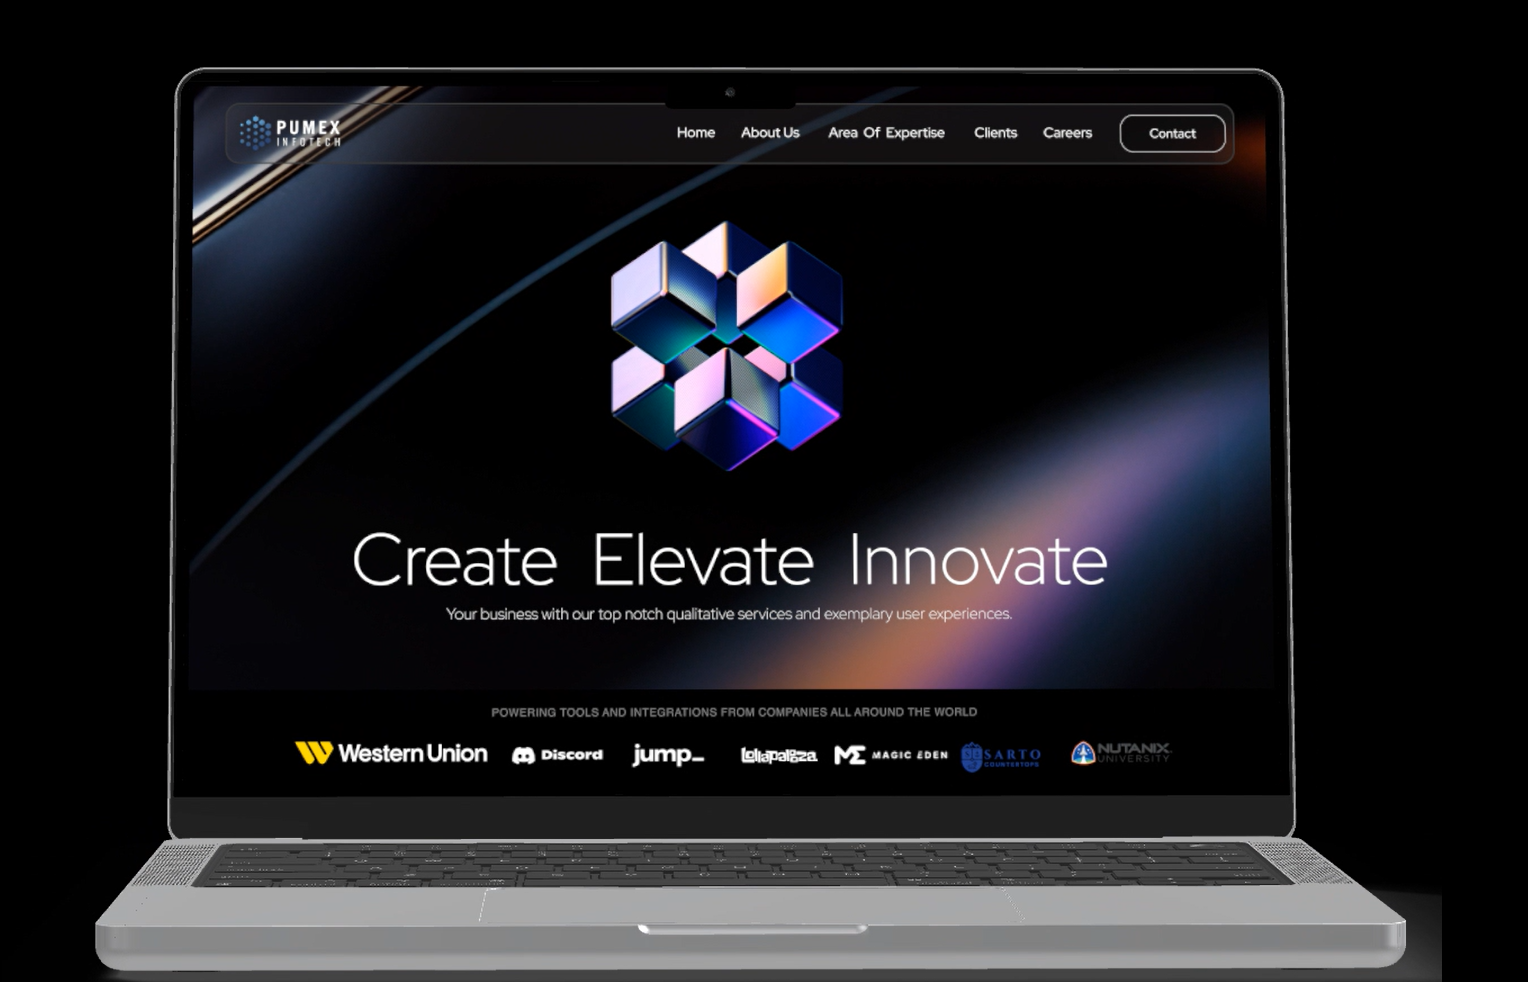 PUMEX
INFOTECH
Home About Us Area Of Expertise Clients Careers Contact
Create Elevate Innovate
Your business with our top notch qualitative services and exemplary user experiences.
POWERING TOOLS AND INTEGRATIONS FROM COMPANIES ALL AROUND THE WORLD
Western Union Discord jump_ Lollapalooza MAGIC EDEN SARTO COUNTERTOPS NUTANIX UNIVERSITY